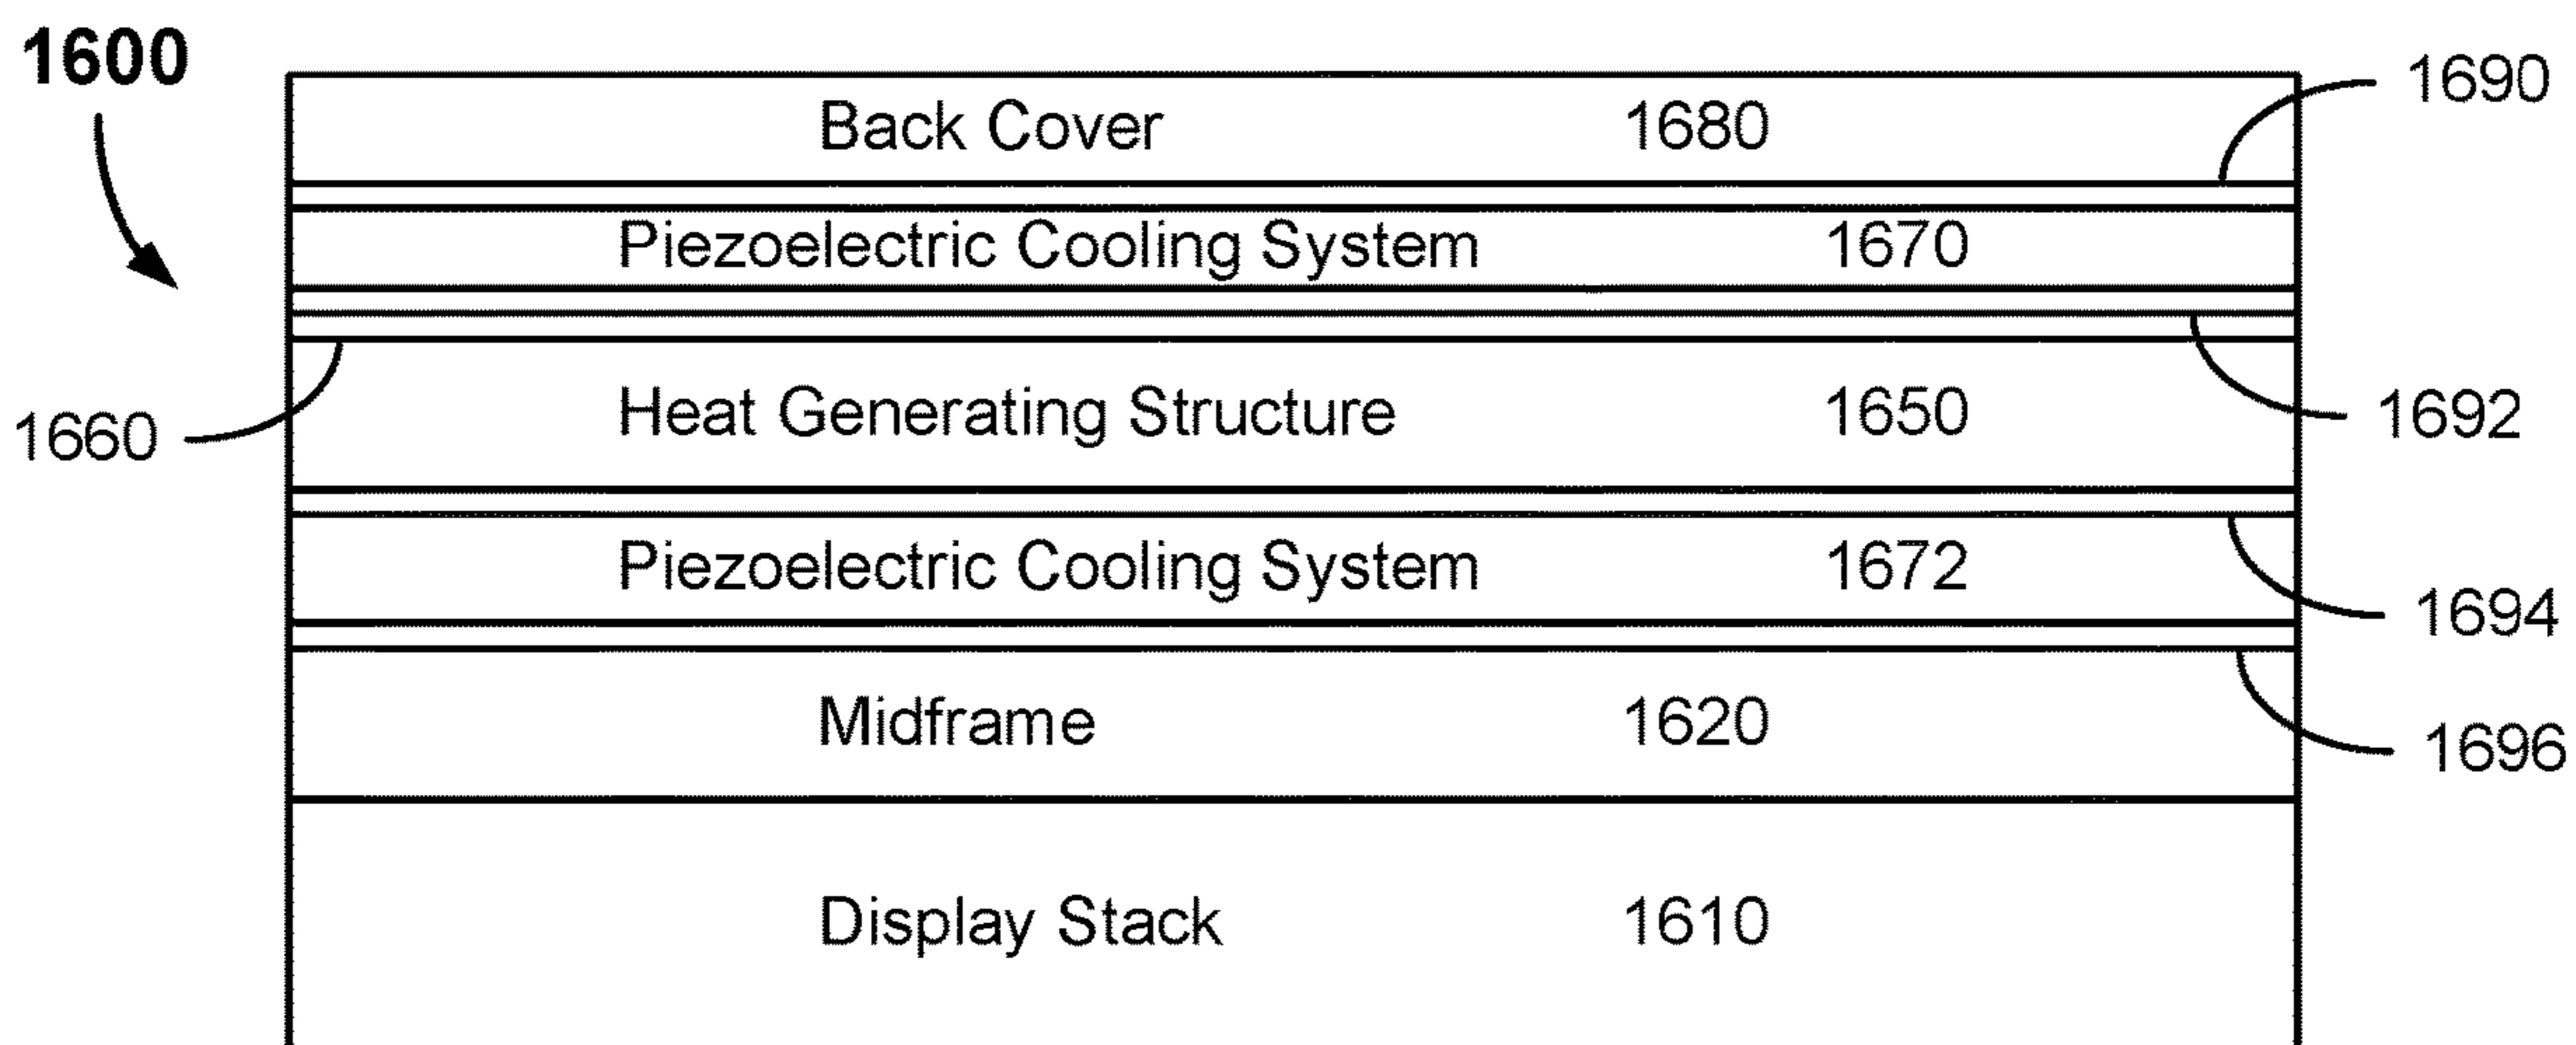 1600
1690
Back Cover 1680
Piezoelectric Cooling System 1670
1660
Heat Generating Structure 1650
1692
Piezoelectric Cooling System 1672
1694
Midframe 1620
1696
Display Stack 1610